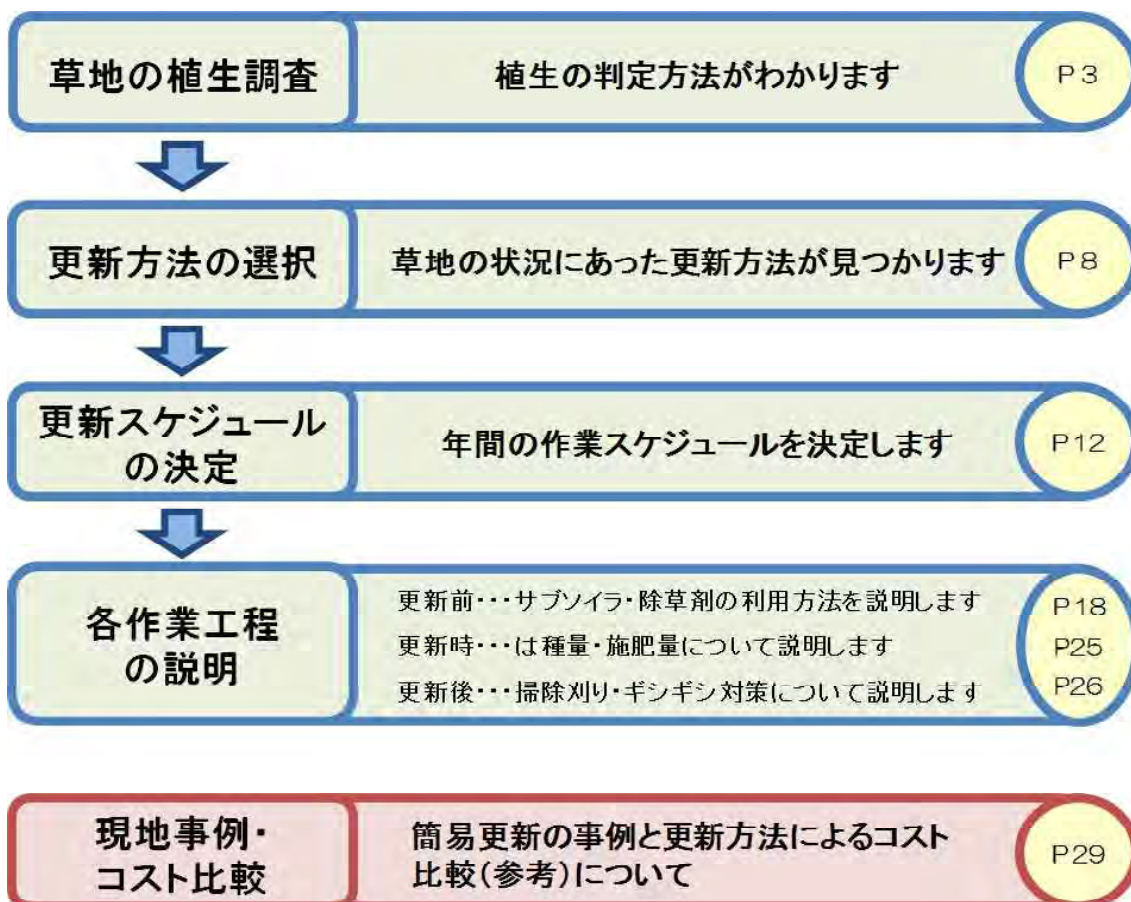 草地の植生調査
植生の判定方法がわかります
P 3
更新方法の選択
草地の状況にあった更新方法が見つかります
P 8
更新スケジュール
の決定
年間の作業スケジュールを決定します
P12
各作業工程
の説明
更新前・・・サブソイラ・除草剤の利用方法を説明します
P18
更新時・・・は種量・施肥量について説明します
P25
更新後・・・掃除刈り・ギシギシ対策について説明します
P26
現地事例・
コスト比較
簡易更新の事例と更新方法によるコスト
比較(参考)について
P29